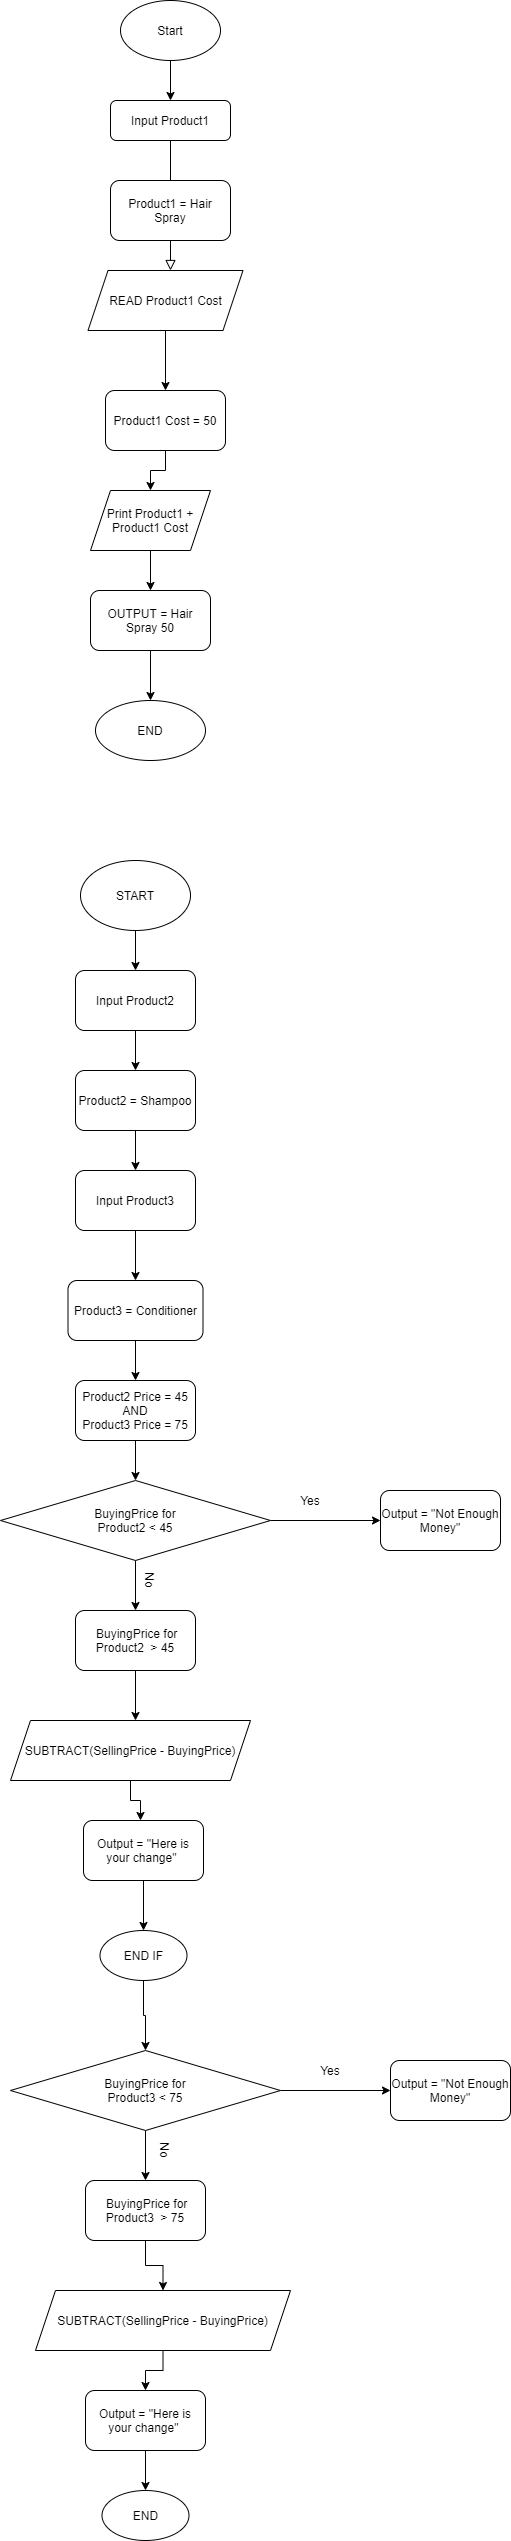 Start
Input Product1
Product1 = Hair
Spray
READ Product1 Cost
Product1 Cost = 50
Print Product1 +
Product1 Cost
OUTPUT = Hair
Spray 50
END
START
Input Product2
Product2 = Shampoo
Input Product3
Product3 = Conditioner
Product2 Price = 45
AND
Product3 Price = 75
BuyingPrice for
Product2 < 45
Yes
Output = "Not Enough
Money"
No
BuyingPrice for
Product2 > 45
SUBTRACT(SellingPrice - BuyingPrice)
Output = "Here is
your change"
END IF
BuyingPrice for
Product3 < 75
Yes
Output = "Not Enough
Money"
No
BuyingPrice for
Product3 > 75
SUBTRACT(SellingPrice - BuyingPrice)
Output = "Here is
your change"
END